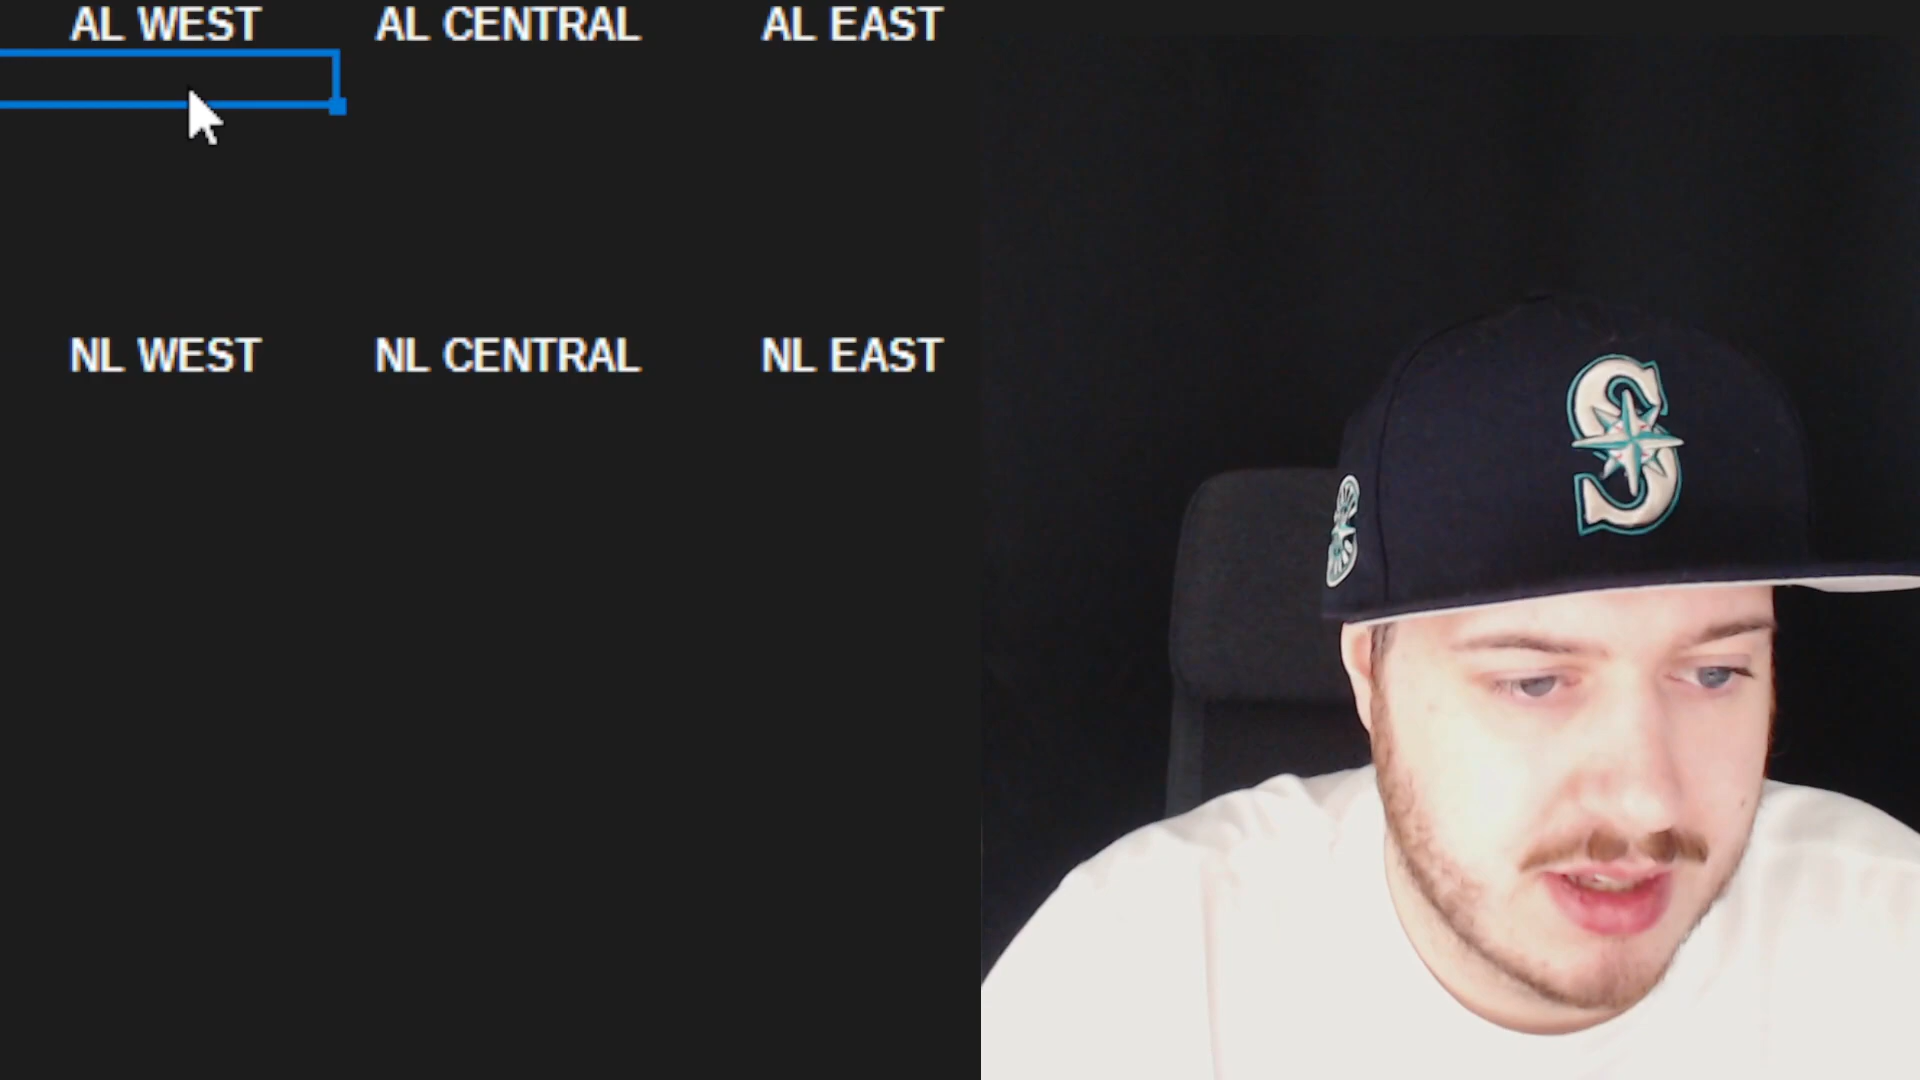 AL WEST
AL CENTRAL
AL EAST
NL WEST
NL CENTRAL
NL EAST
S